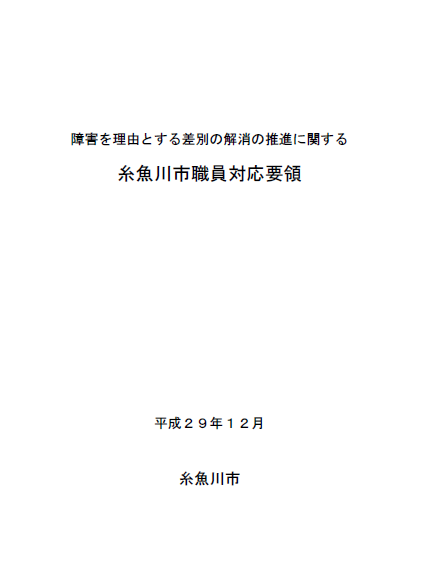 障害を理由とする差別の解消の推進に関する
糸魚川市職員対応要領
平成２９年１２月
糸魚川市